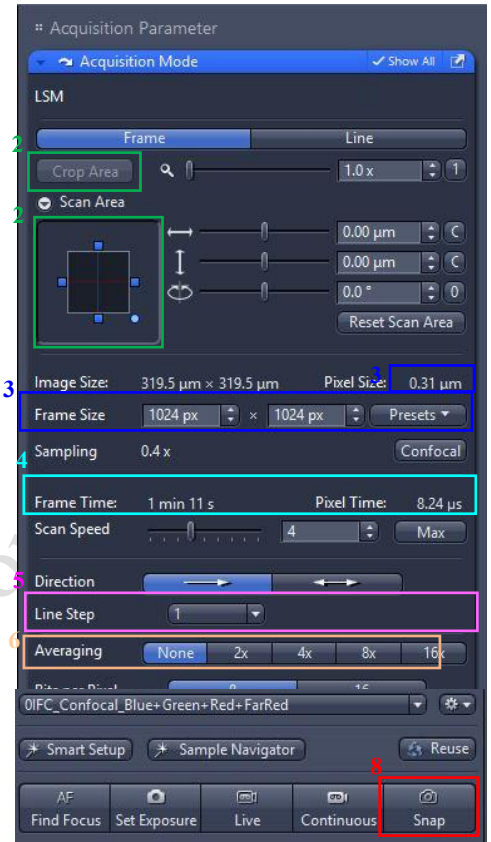 Acquisition Parameter
Acquisition Mode Show All
LSM
2 Frame Line
Crop Area 1.0 x 1
Scan Area
2
0.00 µm C
0.00 µm C
0.0 ° 0
Reset Scan Area
Image Size: 319.5 µm × 319.5 µm Pixel Size: 3 0.31 µm
3 Frame Size 1024 px × 1024 px Presets
Sampling 0.4 x Confocal
4
Frame Time: 1 min 11 s Pixel Time: 8.24 µs
Scan Speed 4 Max
5 Direction
Line Step 1
6 Averaging None 2x 4x 8x 16x
Bits per Pixel 8 16
0IFC_Confocal_Blue+Green+Red+FarRed
Smart Setup Sample Navigator Reuse
8
AF
Find Focus Set Exposure Live Continuous Snap